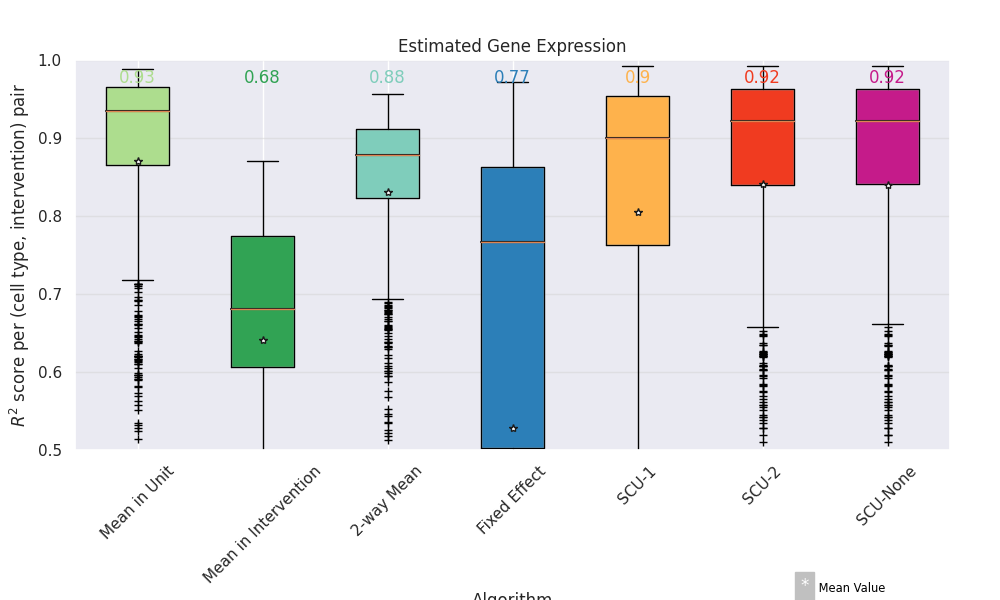 Estimated Gene Expression
R² score per (cell type, intervention) pair
1.0
0.9
0.8
0.7
0.6
0.5
0.93
0.68
0.88
0.77
0.9
0.92
0.92
Mean in Unit
Mean in Intervention
2-way Mean
Fixed Effect
SCU-1
SCU-2
SCU-None
Algorithm
* Mean Value